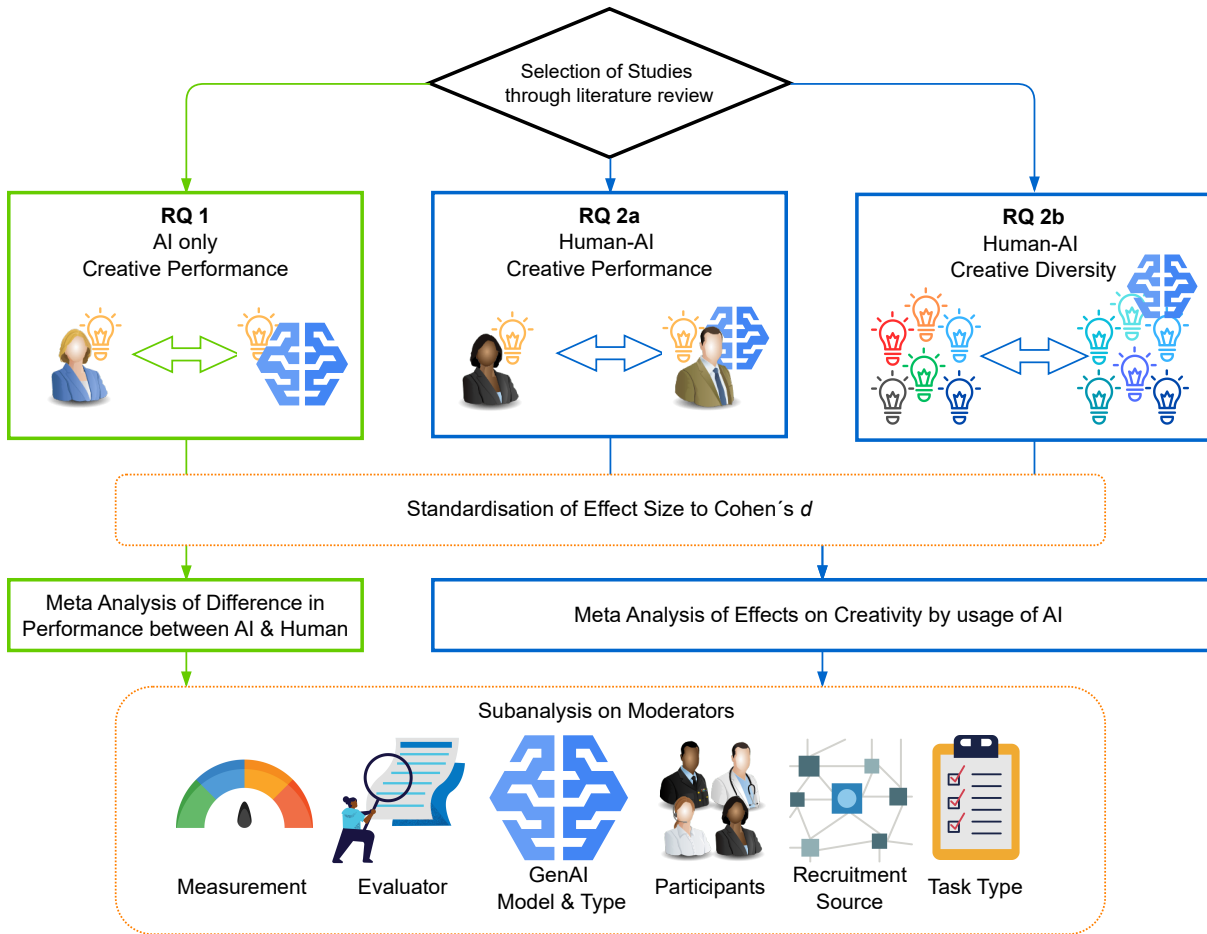 Selection of Studies
through literature review
RQ 1
AI only
Creative Performance
RQ 2a
Human-AI
Creative Performance
RQ 2b
Human-AI
Creative Diversity
Standardisation of Effect Size to Cohen´s d
Meta Analysis of Difference in
Performance between AI & Human
Meta Analysis of Effects on Creativity by usage of AI
Subanalysis on Moderators
Measurement
Evaluator
GenAI
Model & Type
Participants
Recruitment
Source
Task Type